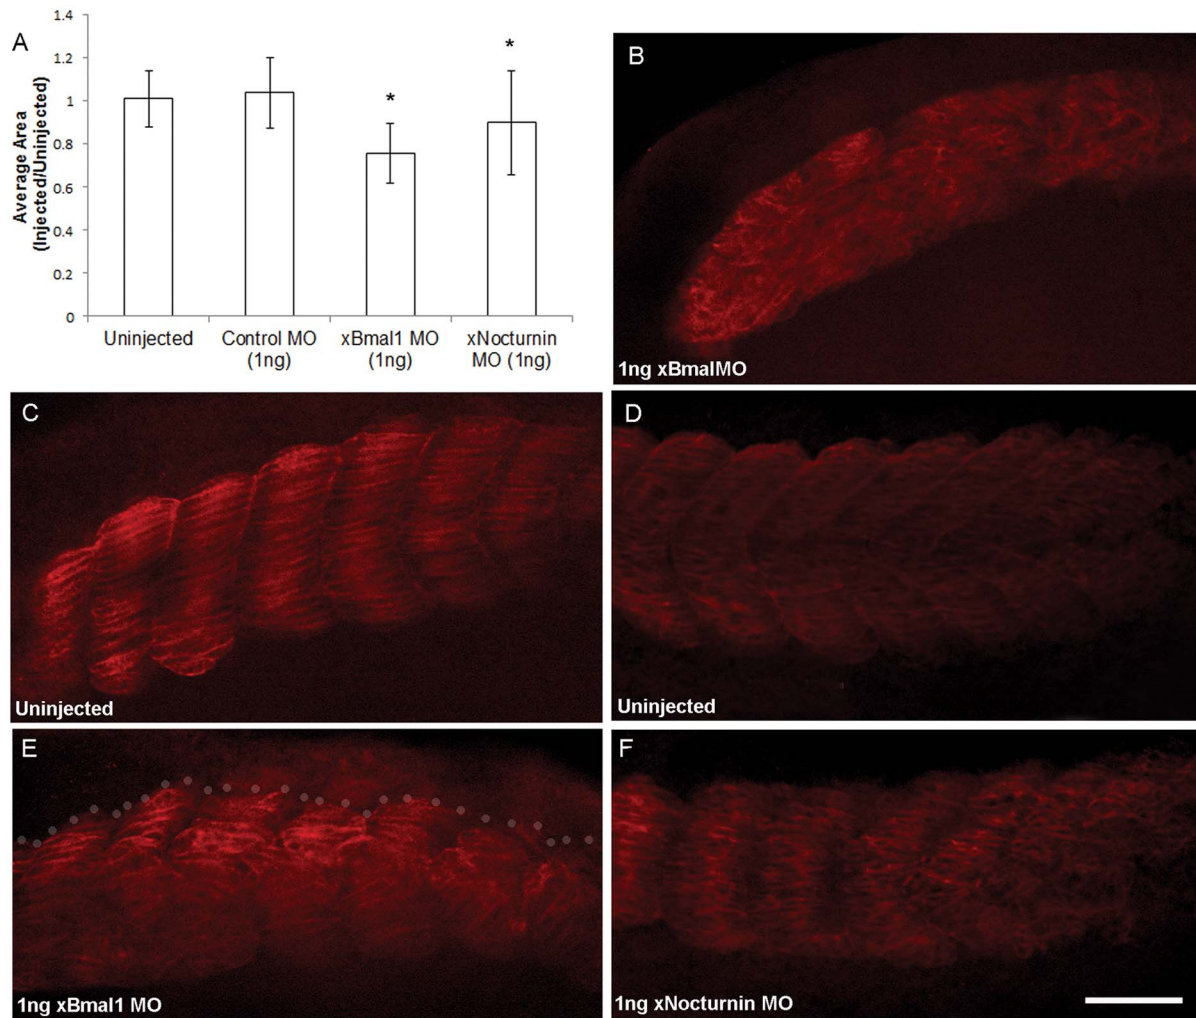 A
1.4
1.2
1
0.8
0.6
0.4
0.2
0
Average Area
(Injected/Uninjected)
*
*
Uninjected
Control MO
(1ng)
xBmal1 MO
(1ng)
xNocturnin
MO (1ng)
B
1ng xBmalMO
C
Uninjected
D
Uninjected
E
1ng xBmal1 MO
F
1ng xNocturnin MO